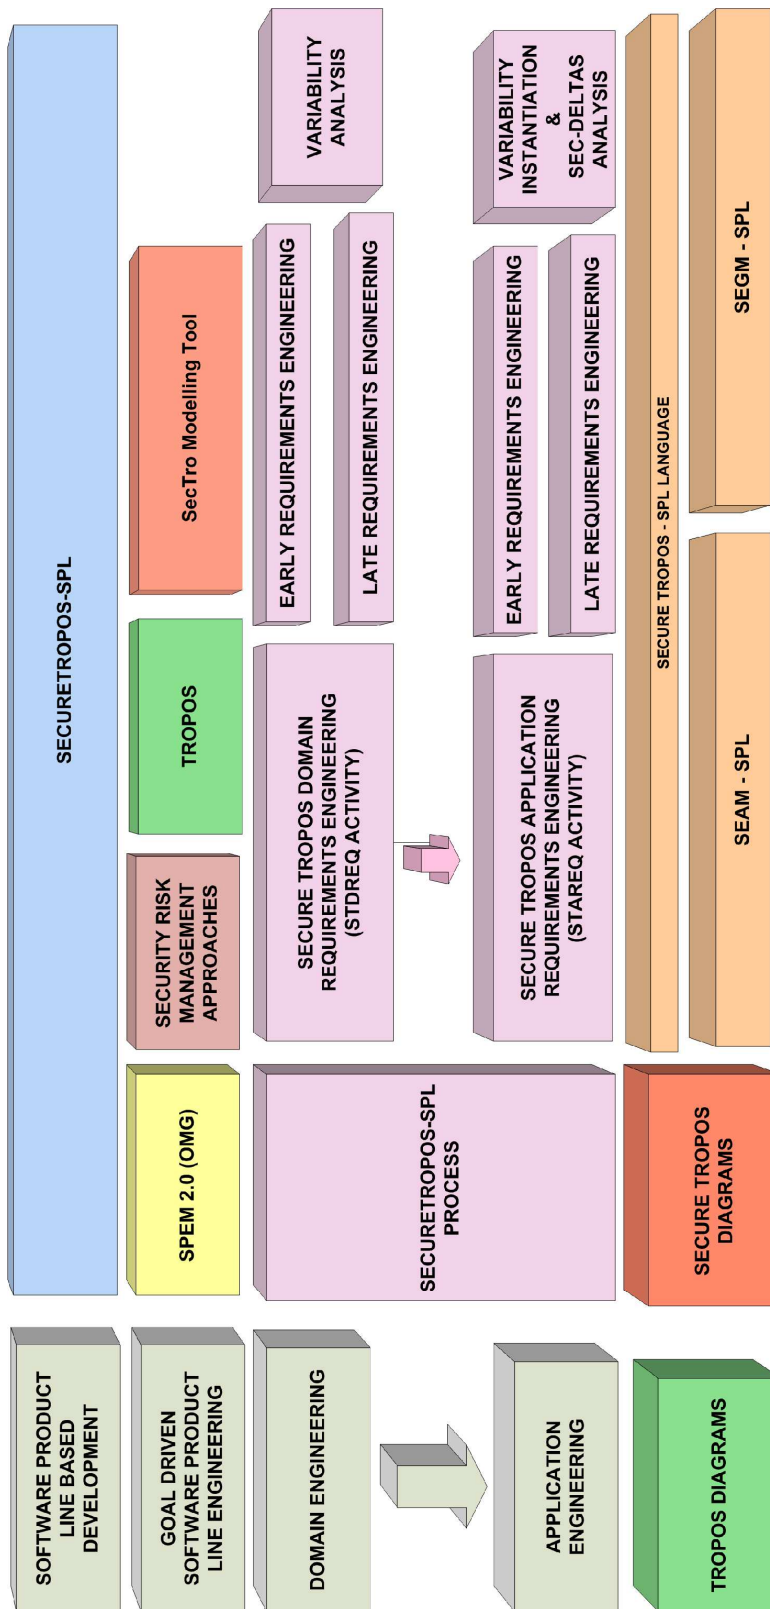 SOFTWARE PRODUCT
LINE BASED
DEVELOPMENT
SECURETROPOS-SPL
GOAL DRIVEN
SOFTWARE PRODUCT
LINE ENGINEERING
SPEM 2.0 (OMG)
SECURITY RISK
MANAGEMENT
APPROACHES
TROPOS
SecTro Modelling Tool
DOMAIN ENGINEERING
APPLICATION
ENGINEERING
SECURETROPOS-SPL
PROCESS
SECURE TROPOS DOMAIN
REQUIREMENTS ENGINEERING
(STDREQ ACTIVITY)
EARLY REQUIREMENTS ENGINEERING
LATE REQUIREMENTS ENGINEERING
VARIABILITY
ANALYSIS
SECURE TROPOS APPLICATION
REQUIREMENTS ENGINEERING
(STAREQ ACTIVITY)
EARLY REQUIREMENTS ENGINEERING
LATE REQUIREMENTS ENGINEERING
VARIABILITY
INSTANTIATION
&
SEC-DELTAS
ANALYSIS
TROPOS DIAGRAMS
SECURE TROPOS
DIAGRAMS
SECURE TROPOS - SPL LANGUAGE
SEAM - SPL
SEGM - SPL